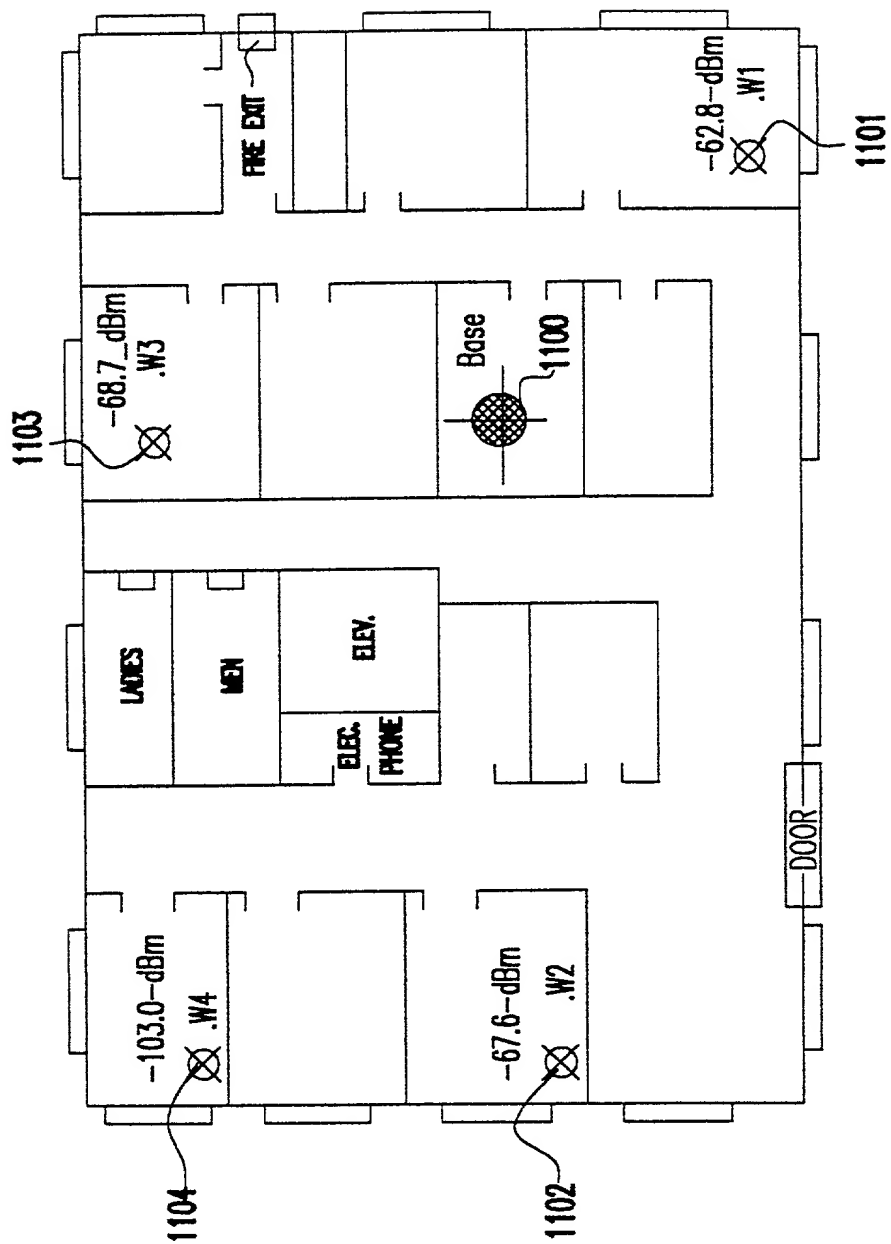 1103
-68.7_dBm
.W3
LADIES
-103.0-dBm
.W4
1104
MEN
FIRE EXIT
ELEC.
PHONE
ELEV.
Base
1100
-67.6-dBm
.W2
1102
-62.8-dBm
.W1
DOOR
1101